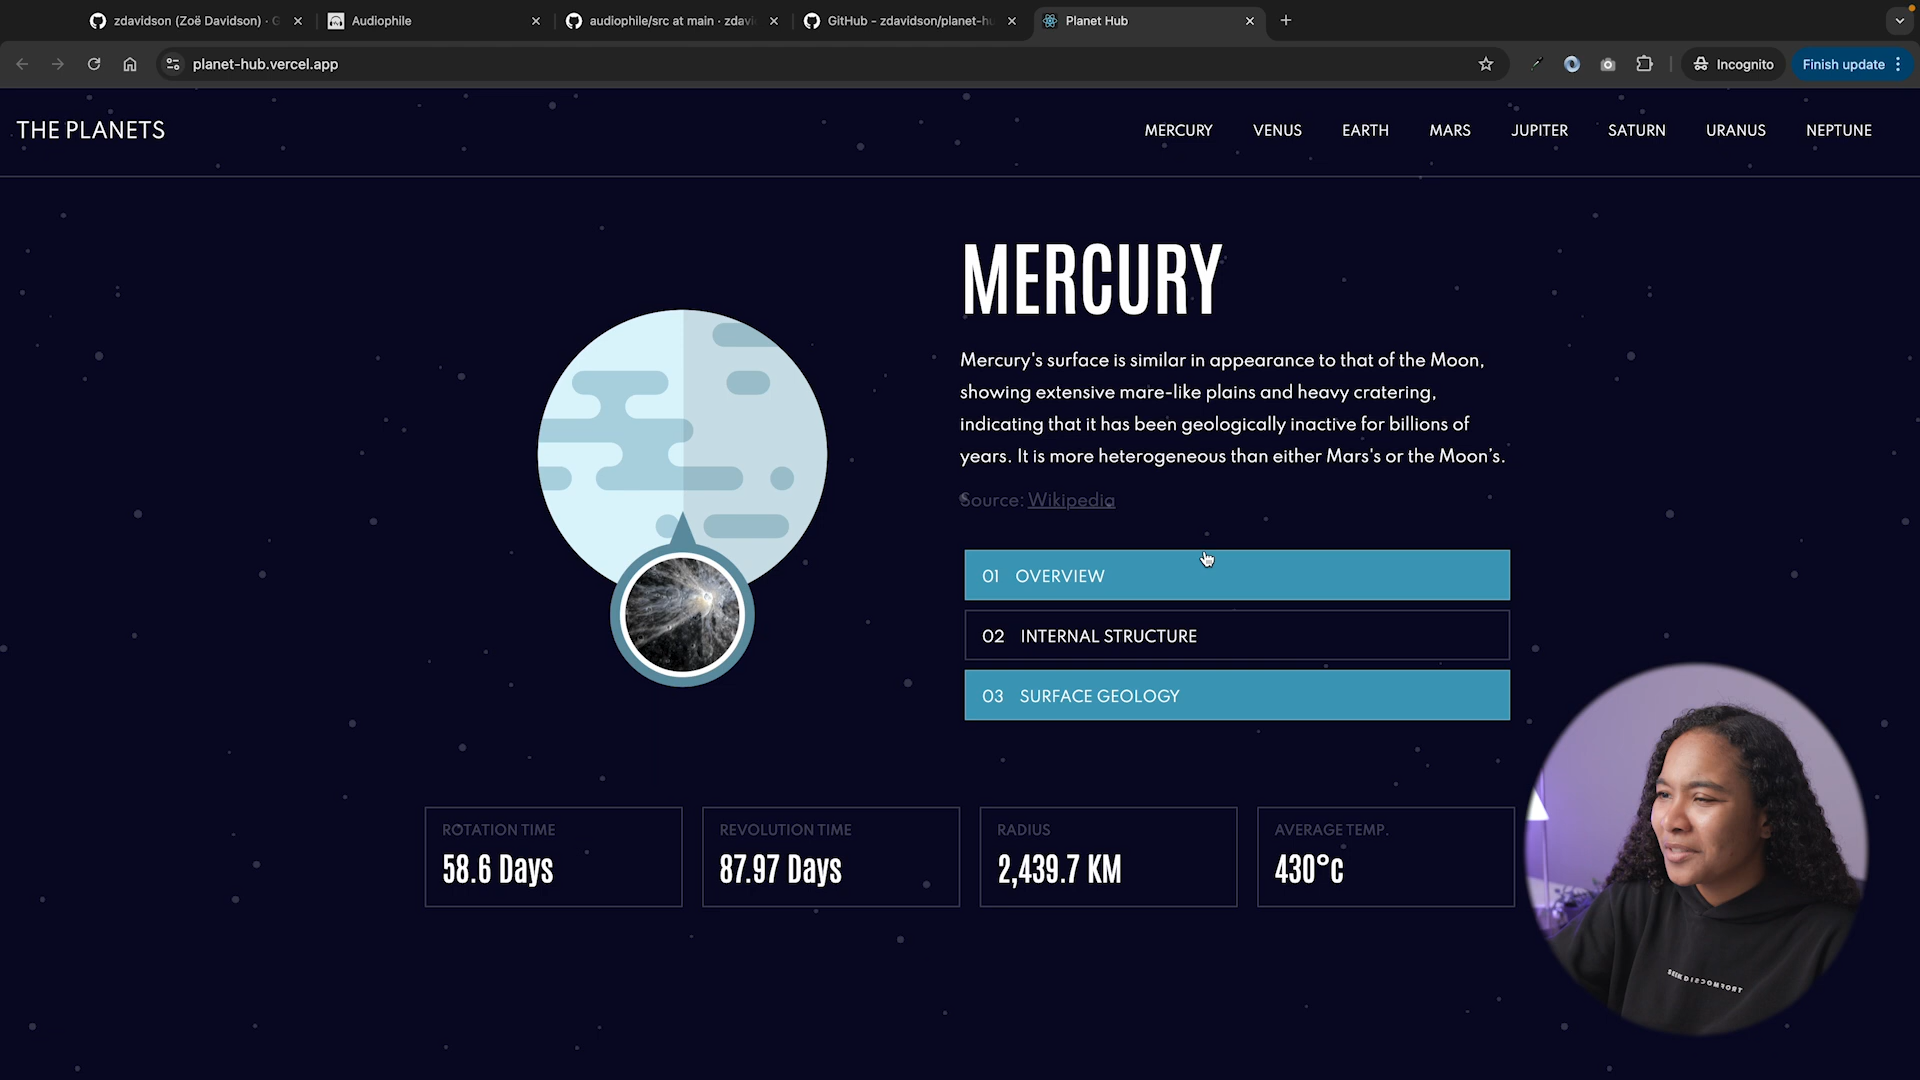 zdavidson (Zoë Davidson) · G
Audiophile
audiophile/src at main · zdavi
GitHub - zdavidson/planet-hu
Planet Hub
planet-hub.vercel.app
Incognito
Finish update
THE PLANETS
MERCURY
VENUS
EARTH
MARS
JUPITER
SATURN
URANUS
NEPTUNE
MERCURY
Mercury's surface is similar in appearance to that of the Moon,
showing extensive mare-like plains and heavy cratering,
indicating that it has been geologically inactive for billions of
years. It is more heterogeneous than either Mars's or the Moon's.
Source: Wikipedia
01 OVERVIEW
02 INTERNAL STRUCTURE
03 SURFACE GEOLOGY
ROTATION TIME
58.6 Days
REVOLUTION TIME
87.97 Days
RADIUS
2,439.7 KM
AVERAGE TEMP.
430°c